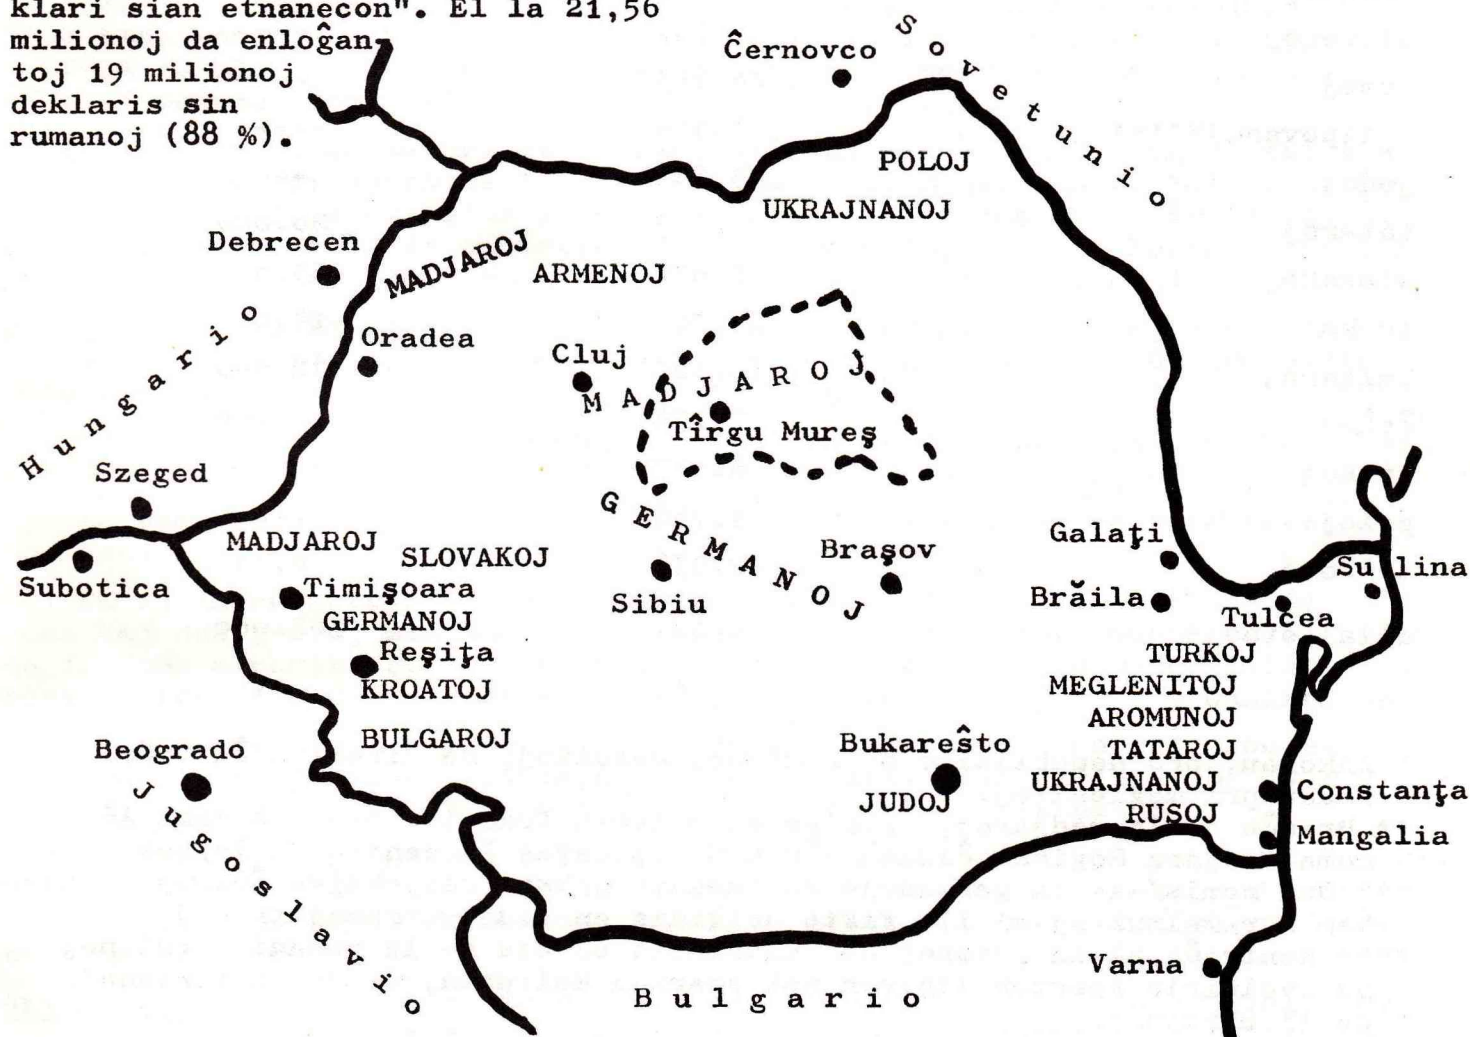 klari sian etnanecon". El la 21,56
milionoj da enloĝan-
toj 19 milionoj
deklaris sin
rumanoj (88 %).
Ĉernovco
Sovetunio
POLOJ
UKRAJNANOJ
Debrecen
MADJAROJ
ARMENOJ
Hungario
Oradea
Cluj
MADJAROJ
Tîrgu Mureş
Szeged
GERMANOJ
MADJAROJ
SLOVAKOJ
Braşov
Galaţi
Subotica
Timişoara
Sibiu
Brăila
Sulina
Tulcea
GERMANOJ
Reşiţa
TURKOJ
KROATOJ
MEGLENITOJ
AROMUNOJ
BULGAROJ
Beogrado
Bukareŝto
TATAROJ
Jugoslavio
JUDOJ
UKRAJNANOJ
Constanţa
RUSOJ
Mangalia
Varna
Bulgario